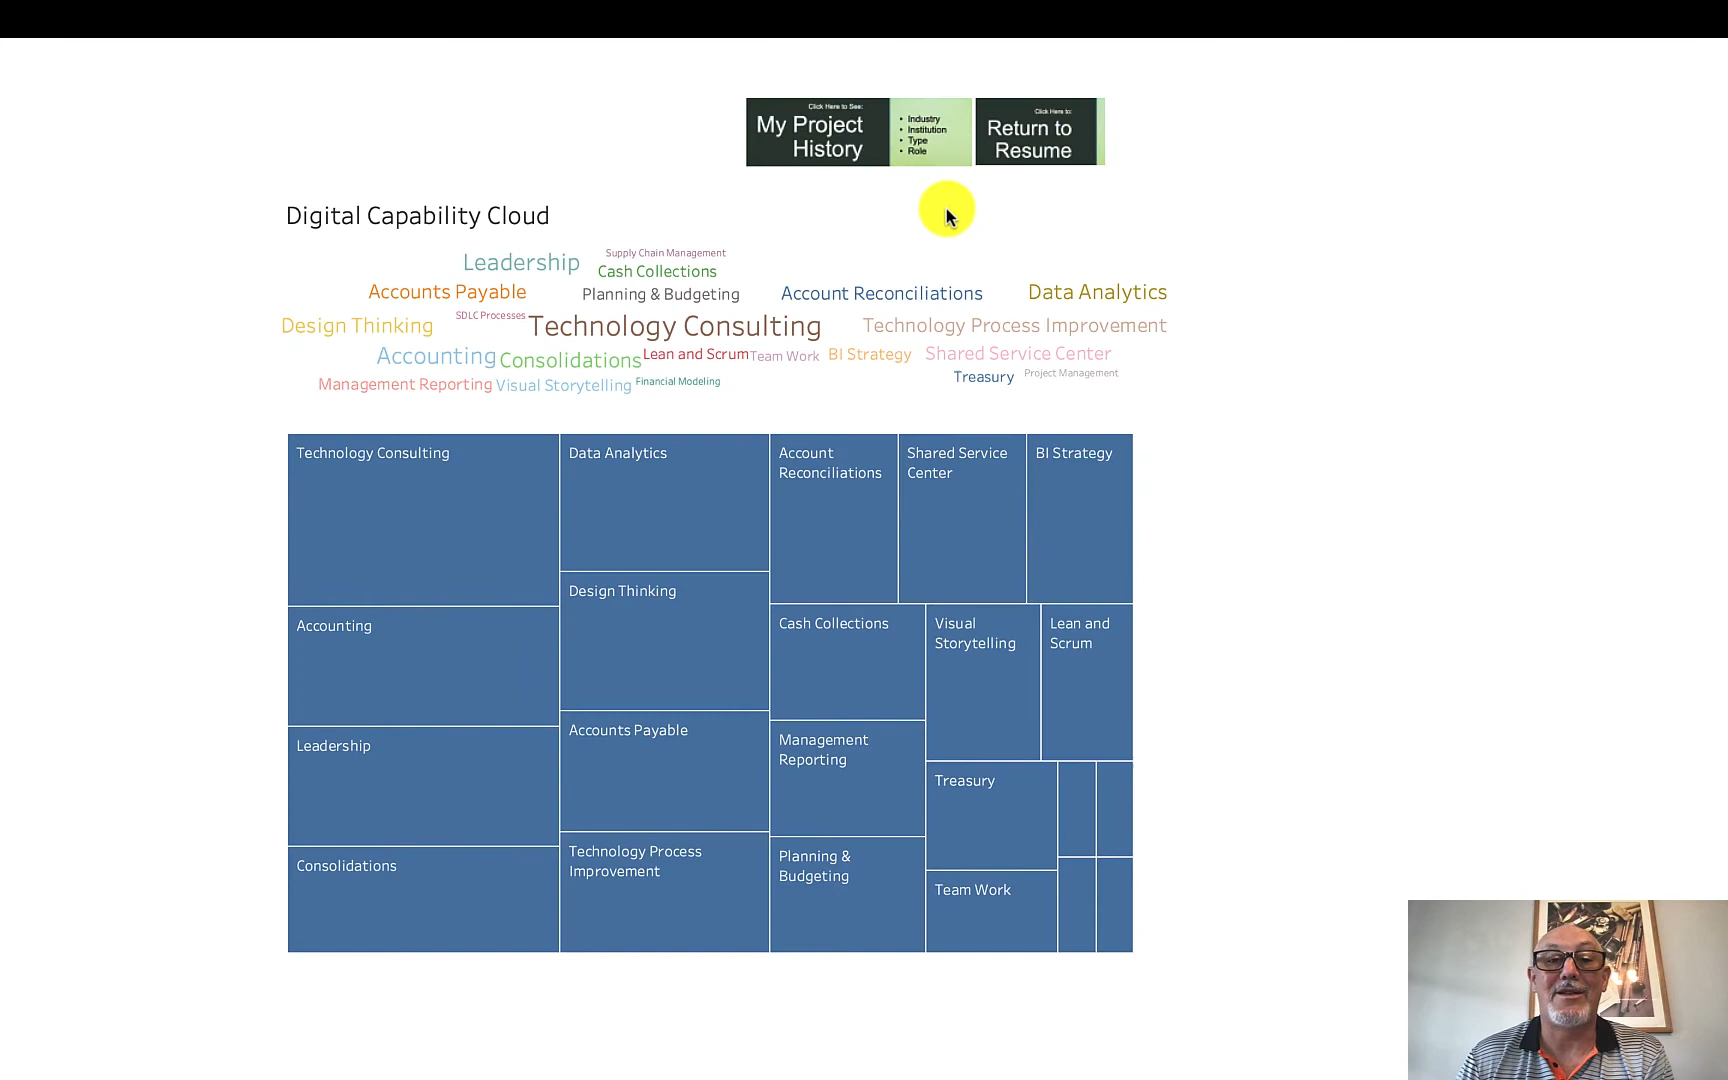 Click Here to See:
My Project
History
• Industry
• Institution
• Type
• Role
Click Here to:
Return to
Resume
Digital Capability Cloud
Leadership
Supply Chain Management
Cash Collections
Accounts Payable
Planning & Budgeting
Account Reconciliations
Data Analytics
Design Thinking
SDLC Processes
Technology Consulting
Technology Process Improvement
Accounting
Consolidations
Lean and Scrum
Team Work
BI Strategy
Shared Service Center
Management Reporting
Visual Storytelling
Financial Modeling
Treasury
Project Management
Technology Consulting
Accounting
Leadership
Consolidations
Data Analytics
Design Thinking
Accounts Payable
Technology Process
Improvement
Account
Reconciliations
Shared Service
Center
BI Strategy
Cash Collections
Management
Reporting
Planning &
Budgeting
Visual
Storytelling
Lean and
Scrum
Treasury
Team Work